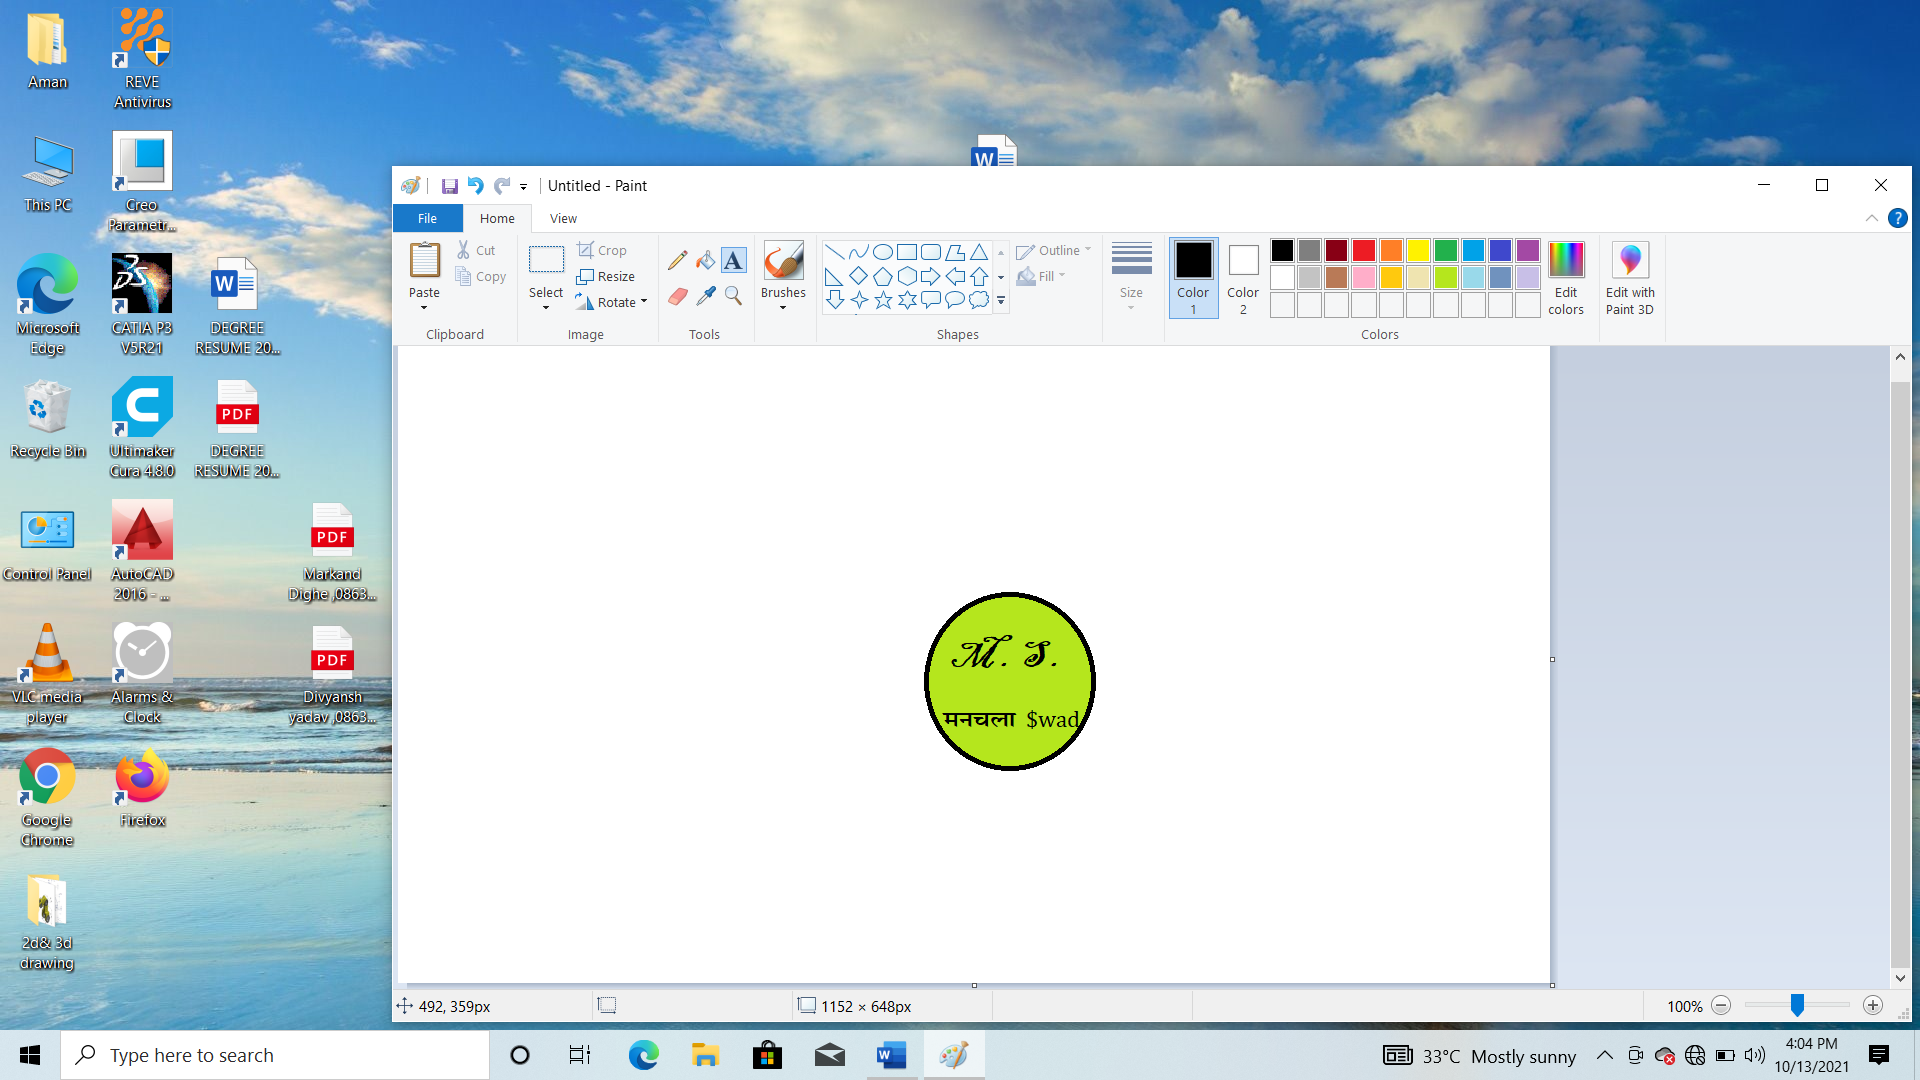 Aman
REVE
Antivirus
This PC
Creo
Parametr...
Microsoft
Edge
CATIA P3
V5R21
DEGREE
RESUME 20...
Recycle Bin
Ultimaker
Cura 4.8.0
PDF
DEGREE
RESUME 20...
Control Panel
AutoCAD
2016 - ...
PDF
Markand
Dighe ,0863...
VLC media
player
Alarms &
Clock
PDF
Divyansh
yadav ,0863...
Google
Chrome
Firefox
2d& 3d
drawing
Untitled - Paint
File Home View
Paste
Cut
Copy
Clipboard
Select
Crop
Resize
Rotate
Image
Tools
Brushes
Shapes
Outline
Fill
Size
Color
1
Color
2
Edit
colors
Colors
Edit with
Paint 3D
M. S.
मनचला $wad
492, 359px
1152 × 648px
100%
Type here to search
33°C Mostly sunny
4:04 PM
10/13/2021